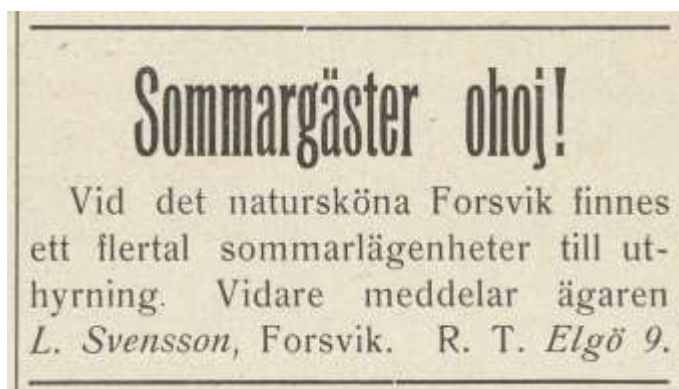 Sommargäster ohoj!
Vid det natursköna Forsvik finnes
ett flertal sommarlägenheter till ut-
hyrning. Vidare meddelar ägaren
L. Svensson, Forsvik. R. T. Elgö 9.